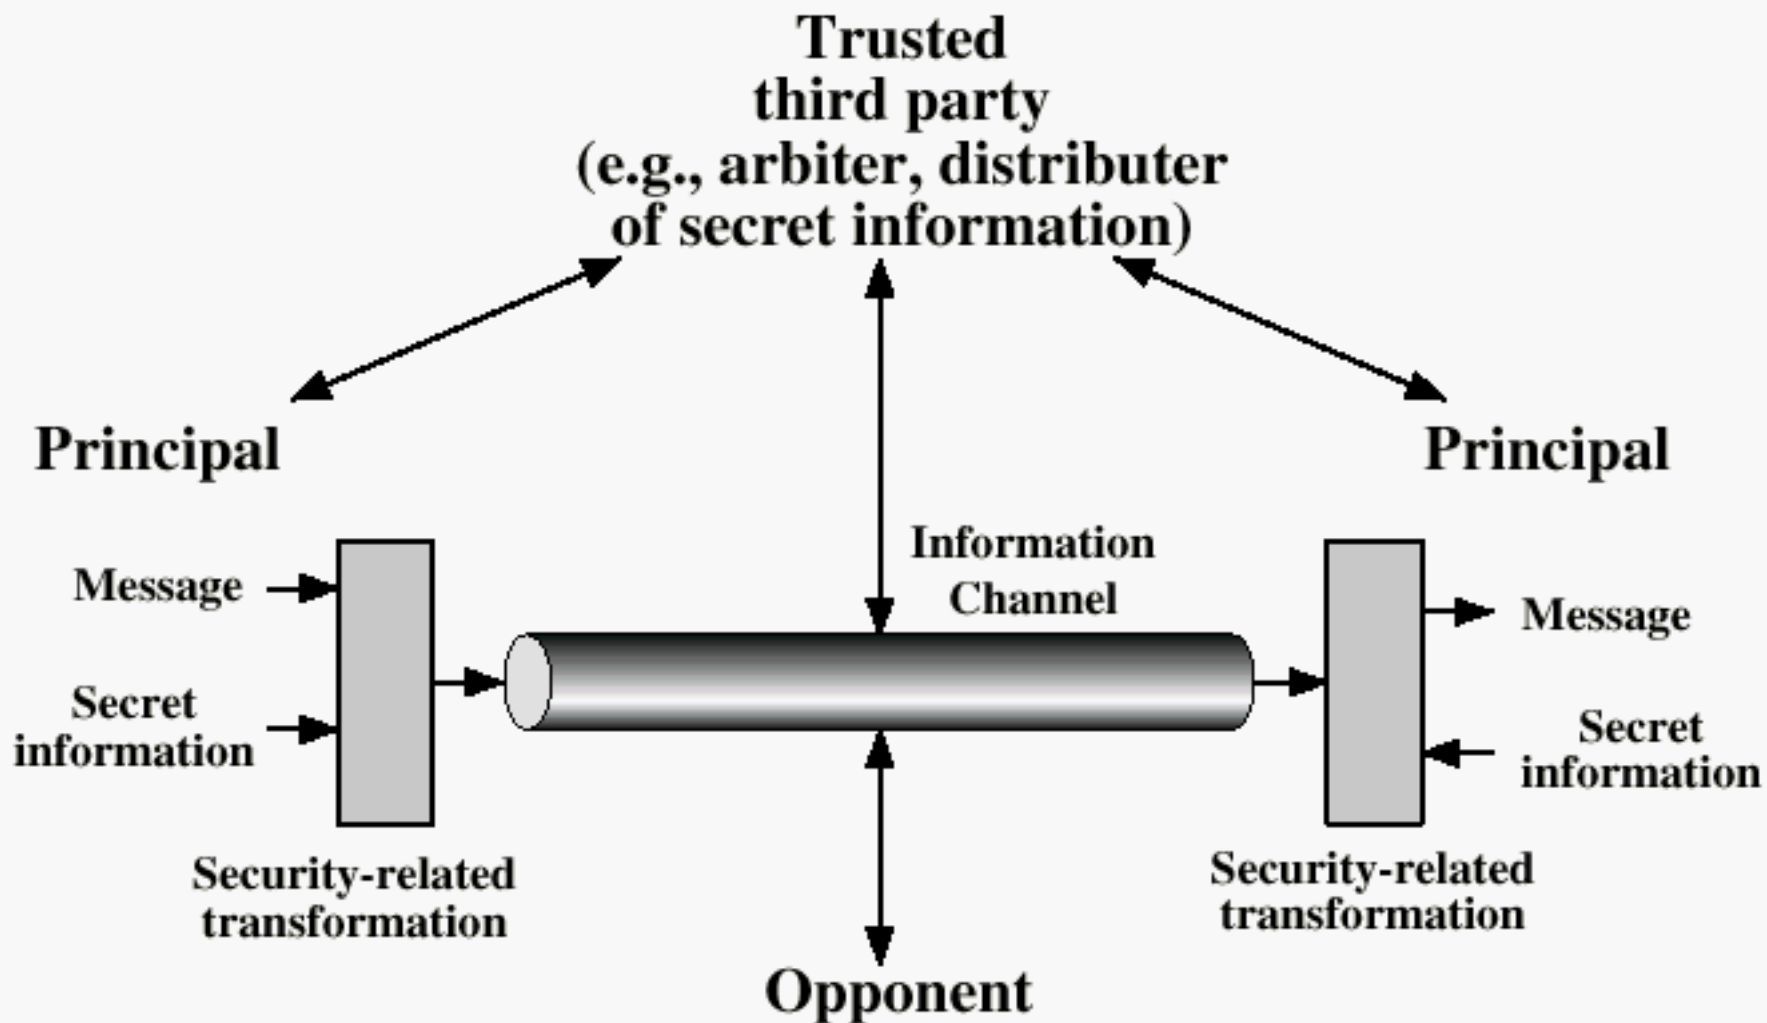 Trusted
third party
(e.g., arbiter, distributer
of secret information)
Principal
Principal
Information
Channel
Message
Secret
information
Message
Secret
information
Security-related
transformation
Security-related
transformation
Opponent